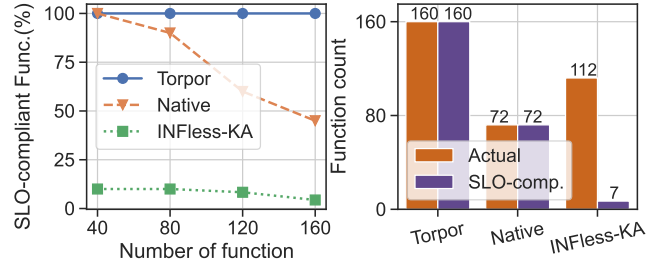 SLO-compliant Func.(%)
100
75
50
25
0
Torpor
Native
INFless-KA
40
80
120
160
Number of function
Function count
160
80
0
160
160
72
72
112
7
Actual
SLO-comp.
Torpor
Native
INFless-KA